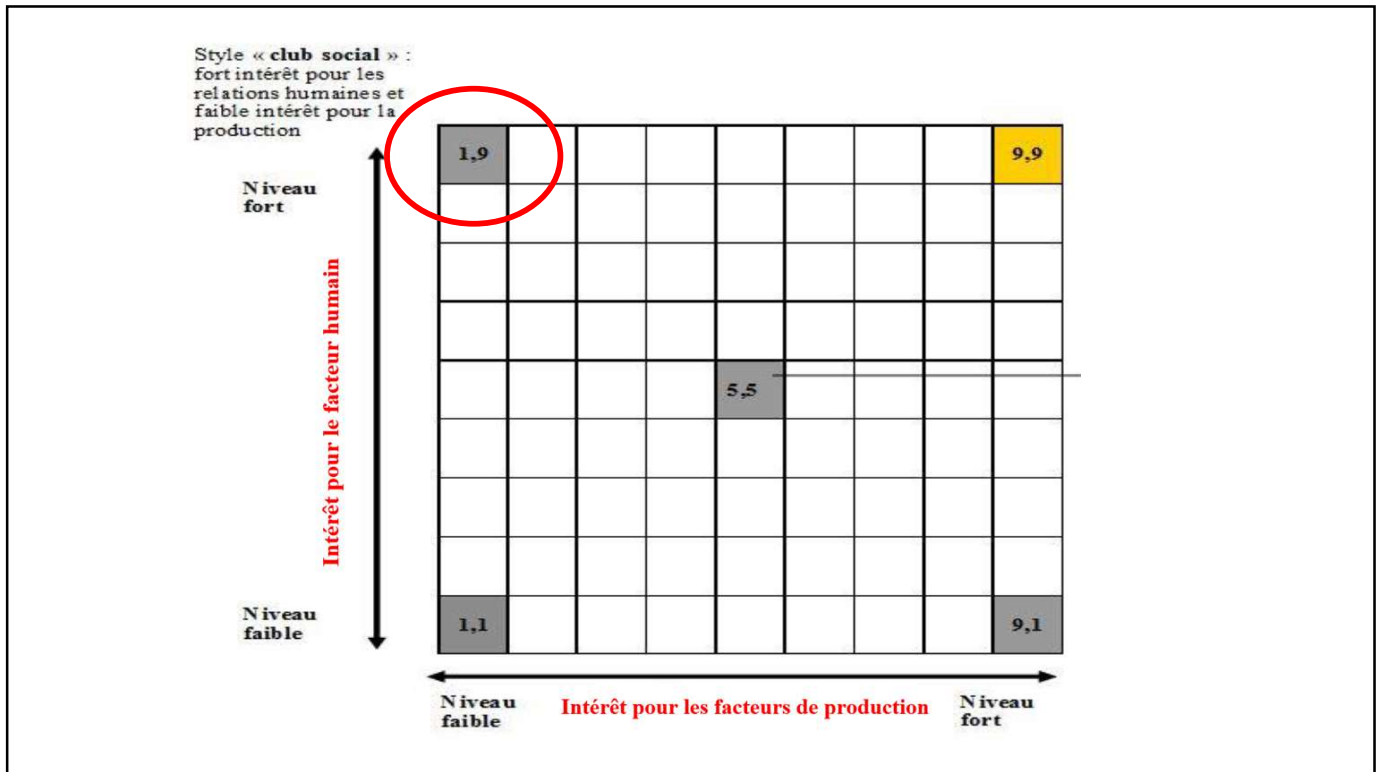 Style « club social » :
fort intérêt pour les
relations humaines et
faible intérêt pour la
production
1,9
9,9
Niveau
fort
Intérêt pour le facteur humain
5,5
Niveau
faible
1,1
9,1
Niveau
faible
Intérêt pour les facteurs de production
Niveau
fort